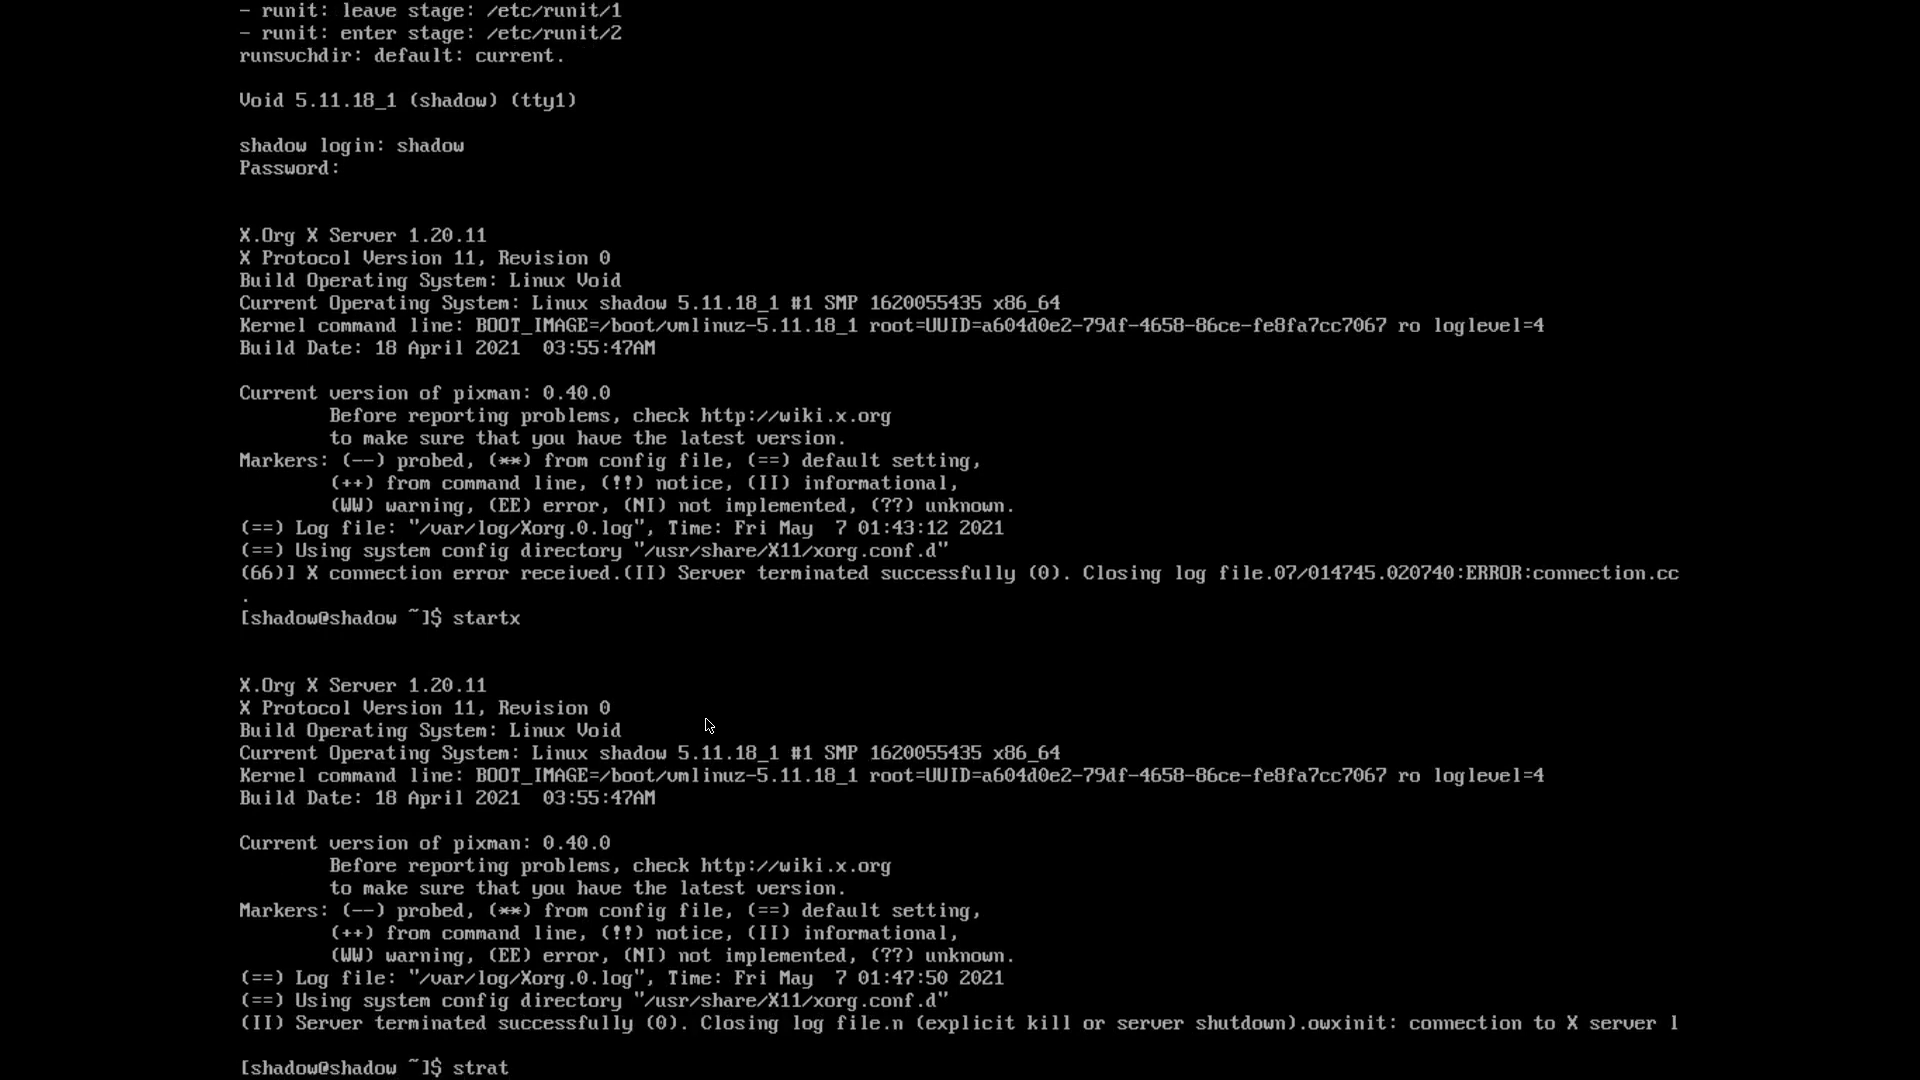 - runit: leave stage: /etc/runit/1
- runit: enter stage: /etc/runit/2
runsvchdir: default: current.
Void 5.11.18_1 (shadow) (tty1)
shadow login: shadow
Password:
X.Org X Server 1.20.11
X Protocol Version 11, Revision 0
Build Operating System: Linux Void
Current Operating System: Linux shadow 5.11.18_1 #1 SMP 1620055435 x86_64
Kernel command line: BOOT_IMAGE=/boot/vmlinuz-5.11.18_1 root=UUID=a604d0e2-79df-4658-86ce-fe8fa7cc7067 ro loglevel=4
Build Date: 18 April 2021  03:55:47AM
Current version of pixman: 0.40.0
        Before reporting problems, check http://wiki.x.org
        to make sure that you have the latest version.
Markers: (--) probed, (**) from config file, (==) default setting,
        (++) from command line, (!!) notice, (II) informational,
        (WW) warning, (EE) error, (NI) not implemented, (??) unknown.
(==) Log file: "/var/log/Xorg.0.log", Time: Fri May  7 01:43:12 2021
(==) Using system config directory "/usr/share/X11/xorg.conf.d"
(66)] X connection error received.(II) Server terminated successfully (0). Closing log file.07/014745.020740:ERROR:connection.cc
.
[shadow@shadow ~]$ startx
X.Org X Server 1.20.11
X Protocol Version 11, Revision 0
Build Operating System: Linux Void
Current Operating System: Linux shadow 5.11.18_1 #1 SMP 1620055435 x86_64
Kernel command line: BOOT_IMAGE=/boot/vmlinuz-5.11.18_1 root=UUID=a604d0e2-79df-4658-86ce-fe8fa7cc7067 ro loglevel=4
Build Date: 18 April 2021  03:55:47AM
Current version of pixman: 0.40.0
        Before reporting problems, check http://wiki.x.org
        to make sure that you have the latest version.
Markers: (--) probed, (**) from config file, (==) default setting,
        (++) from command line, (!!) notice, (II) informational,
        (WW) warning, (EE) error, (NI) not implemented, (??) unknown.
(==) Log file: "/var/log/Xorg.0.log", Time: Fri May  7 01:47:50 2021
(==) Using system config directory "/usr/share/X11/xorg.conf.d"
(II) Server terminated successfully (0). Closing log file.n (explicit kill or server shutdown).owxinit: connection to X server l
[shadow@shadow ~]$ strat